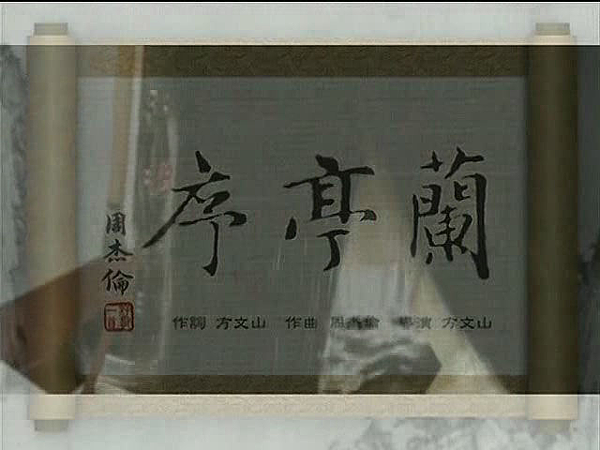 蘭亭序
周杰倫
作詞 方文山 作曲 周杰倫 導演 方文山